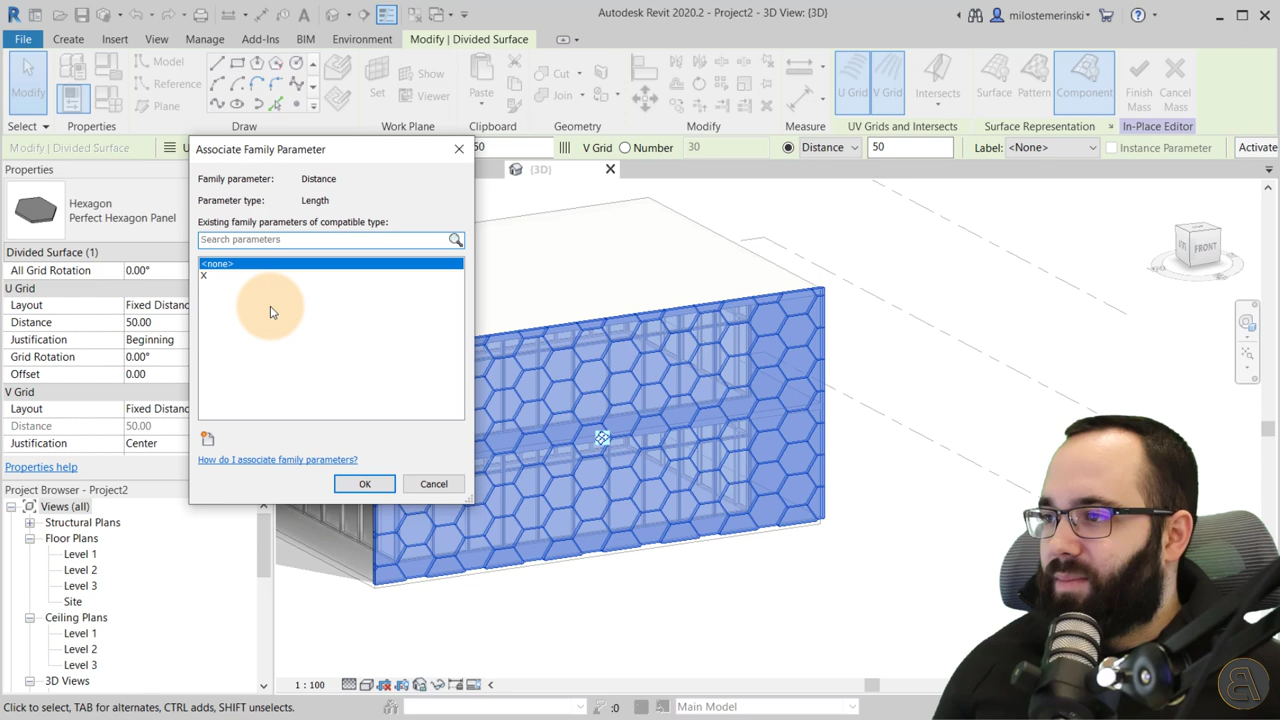 Autodesk Revit 2020.2 - Project2 - 3D View: {3D}
milostemerinski
File Create Insert View Manage Add-Ins BIM Environment Modify | Divided Surface
Modify
Model
Reference
Plane
Set
Show
Viewer
Paste
Cut
Join
U Grid V Grid
Intersects
Surface Pattern Component
Finish Mass
Cancel Mass
Select Properties Draw Work Plane Clipboard Geometry Modify Measure UV Grids and Intersects Surface Representation In-Place Editor
Modify | Divided Surface
50
V Grid Number 30 Distance 50 Label: <None> Instance Parameter Activate
Properties
{3D}
Hexagon
Perfect Hexagon Panel
Divided Surface (1)
All Grid Rotation 0.00°
U Grid
Layout Fixed Distanc
Distance 50.00
Justification Beginning
Grid Rotation 0.00°
Offset 0.00
V Grid
Layout Fixed Distanc
Distance 50.00
Justification Center
Properties help
Project Browser - Project2
Views (all)
Structural Plans
Floor Plans
Level 1
Level 2
Level 3
Site
Ceiling Plans
Level 1
Level 2
Level 3
3D Views
Associate Family Parameter
Family parameter: Distance
Parameter type: Length
Existing family parameters of compatible type:
Search parameters
<none>
X
How do I associate family parameters?
OK Cancel
FRONT
1 : 100
Click to select, TAB for alternates, CTRL adds, SHIFT unselects.
:0
Main Model